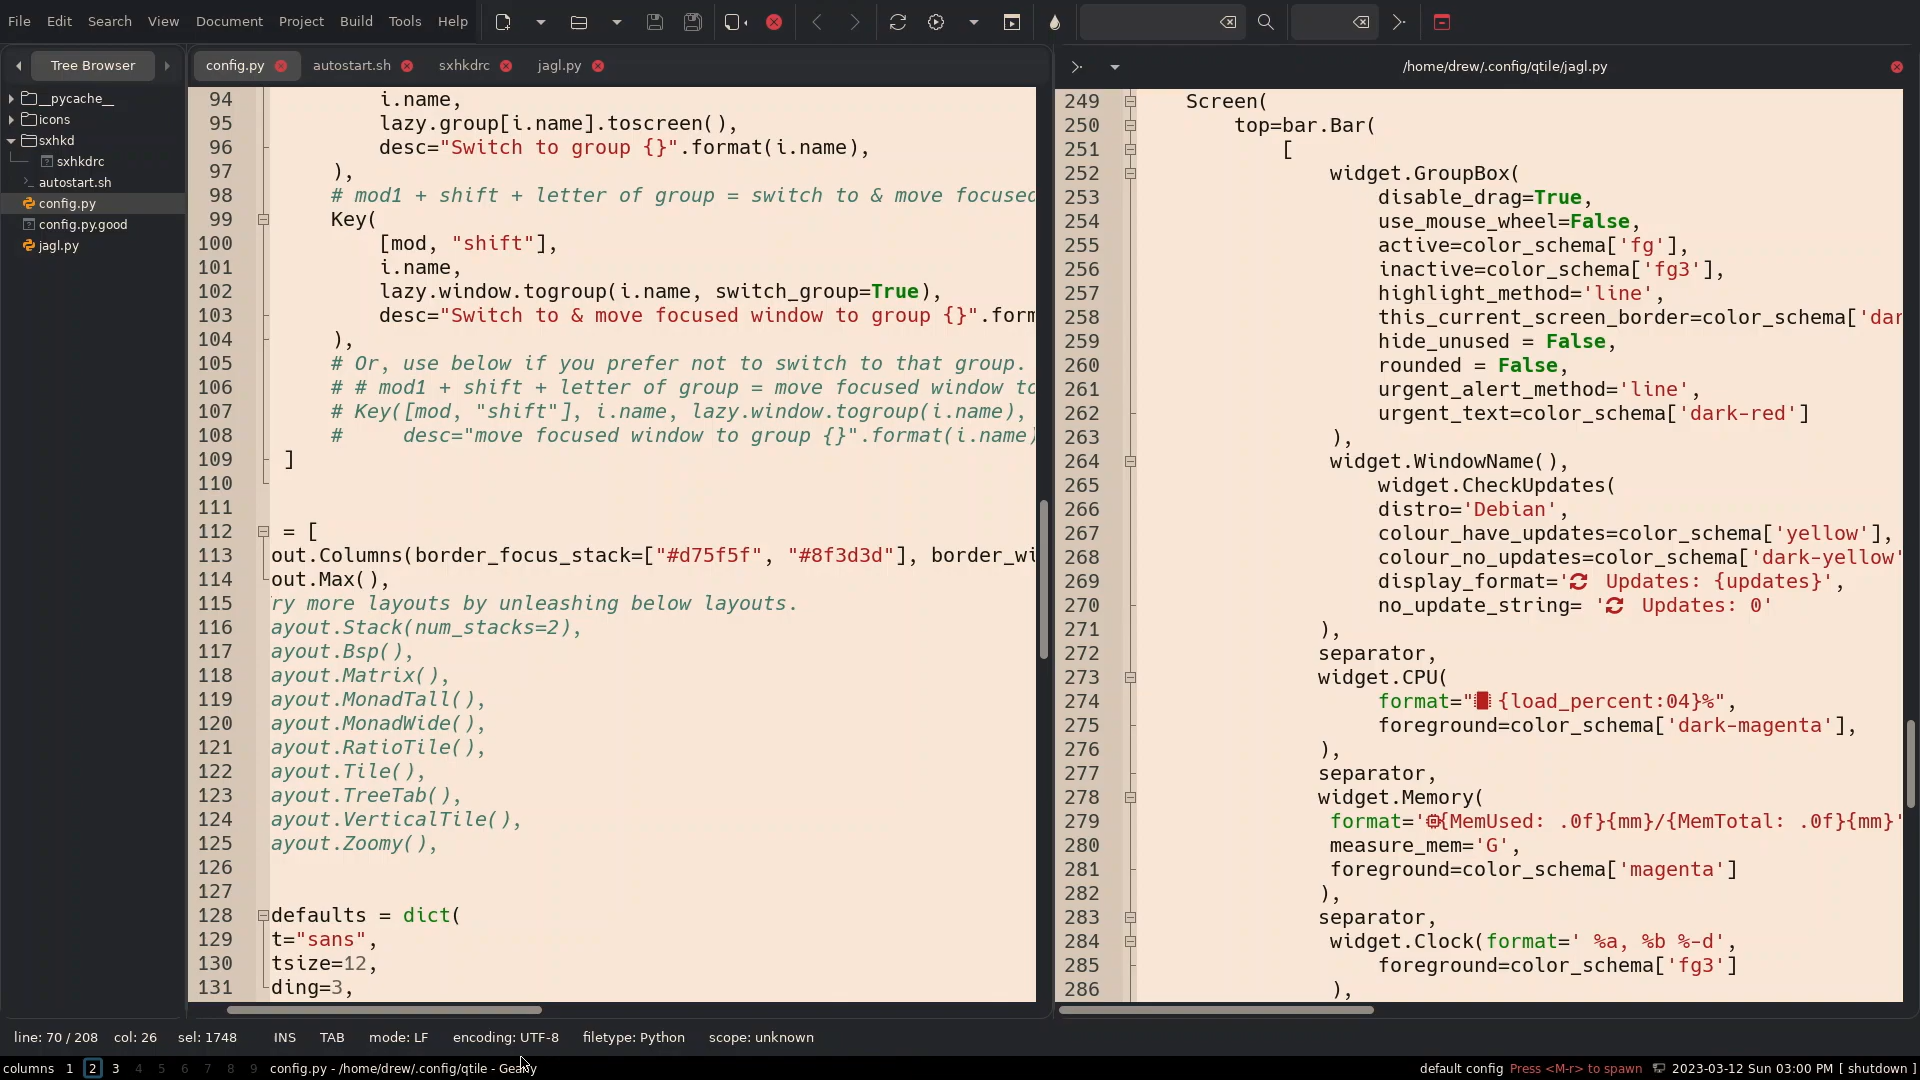 File Edit Search View Document Project Build Tools Help
Tree Browser
config.py autostart.sh sxhkdrc jagl.py
/home/drew/.config/qtile/jagl.py
__pycache__
icons
sxhkd
sxhkdrc
autostart.sh
config.py
config.py.good
jagl.py
94 i.name,
95 lazy.group[i.name].toscreen(),
96 desc="Switch to group {}".format(i.name),
97 ),
98 # mod1 + shift + letter of group = switch to & move focused
99 Key(
100 [mod, "shift"],
101 i.name,
102 lazy.window.togroup(i.name, switch_group=True),
103 desc="Switch to & move focused window to group {}".form
104 ),
105 # Or, use below if you prefer not to switch to that group.
106 # # mod1 + shift + letter of group = move focused window to
107 # Key([mod, "shift"], i.name, lazy.window.togroup(i.name),
108 # desc="move focused window to group {}".format(i.name)
109 ]
110
111
112 = [
113 out.Columns(border_focus_stack=["#d75f5f", "#8f3d3d"], border_wi
114 out.Max(),
115 ry more layouts by unleashing below layouts.
116 ayout.Stack(num_stacks=2),
117 ayout.Bsp(),
118 ayout.Matrix(),
119 ayout.MonadTall(),
120 ayout.MonadWide(),
121 ayout.RatioTile(),
122 ayout.Tile(),
123 ayout.TreeTab(),
124 ayout.VerticalTile(),
125 ayout.Zoomy(),
126
127
128 defaults = dict(
129 t="sans",
130 tsize=12,
131 ding=3,
249 Screen(
250 top=bar.Bar(
251 [
252 widget.GroupBox(
253 disable_drag=True,
254 use_mouse_wheel=False,
255 active=color_schema['fg'],
256 inactive=color_schema['fg3'],
257 highlight_method='line',
258 this_current_screen_border=color_schema['dar
259 hide_unused = False,
260 rounded = False,
261 urgent_alert_method='line',
262 urgent_text=color_schema['dark-red']
263 ),
264 widget.WindowName(),
265 widget.CheckUpdates(
266 distro='Debian',
267 colour_have_updates=color_schema['yellow'],
268 colour_no_updates=color_schema['dark-yellow'
269 display_format=' Updates: {updates}',
270 no_update_string= ' Updates: 0'
271 ),
272 separator,
273 widget.CPU(
274 format=" {load_percent:04}%",
275 foreground=color_schema['dark-magenta'],
276 ),
277 separator,
278 widget.Memory(
279 format='{MemUsed: .0f}{mm}/{MemTotal: .0f}{mm}'
280 measure_mem='G',
281 foreground=color_schema['magenta']
282 ),
283 separator,
284 widget.Clock(format=' %a, %b %-d',
285 foreground=color_schema['fg3']
286 ),
line: 70 / 208 col: 26 sel: 1748 INS TAB mode: LF encoding: UTF-8 filetype: Python scope: unknown
columns 1 2 3 4 5 6 7 8 9 config.py - /home/drew/.config/qtile - Geany default config Press <M-r> to spawn 2023-03-12 Sun 03:00 PM [ shutdown ]